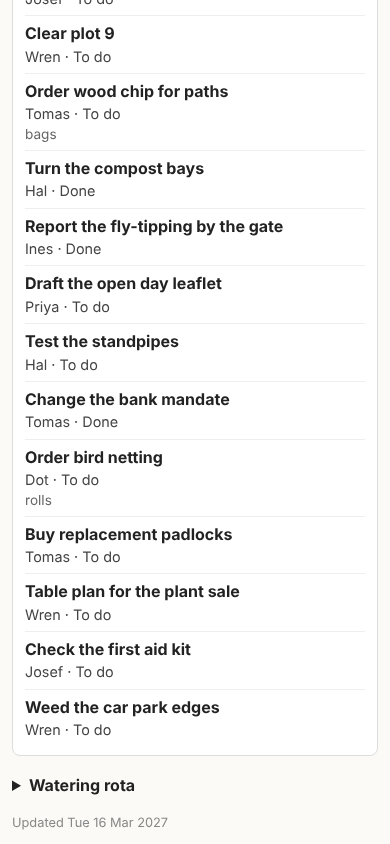 Josef · To do
Clear plot 9
Wren · To do
Order wood chip for paths
Tomas · To do
bags
Turn the compost bays
Hal · Done
Report the fly-tipping by the gate
Ines · Done
Draft the open day leaflet
Priya · To do
Test the standpipes
Hal · To do
Change the bank mandate
Tomas · Done
Order bird netting
Dot · To do
rolls
Buy replacement padlocks
Tomas · To do
Table plan for the plant sale
Wren · To do
Check the first aid kit
Josef · To do
Weed the car park edges
Wren · To do
Watering rota
Updated Tue 16 Mar 2027